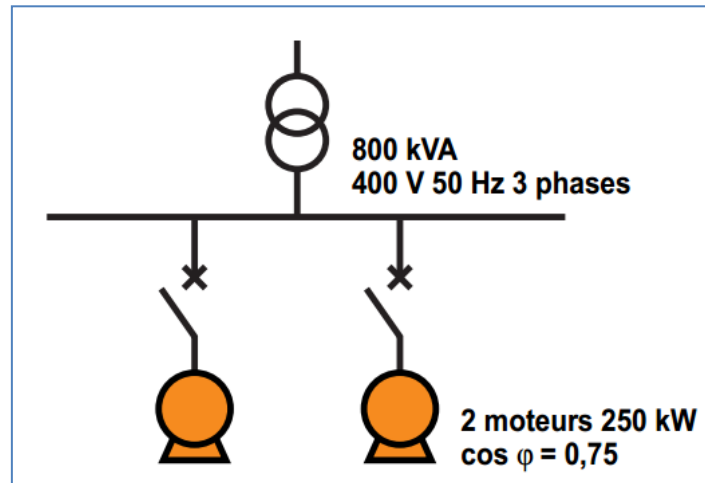 800 kVA
400 V 50 Hz 3 phases
2 moteurs 250 kW
cos φ = 0,75